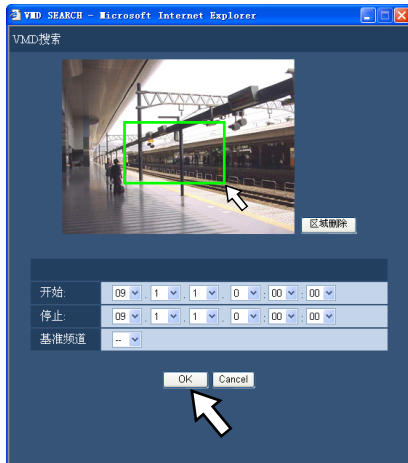 VMD SEARCH - Microsoft Internet Explorer
VMD搜索
区域删除
开始: 09 . 1 . 1 . 0 : 00 : 00
停止: 09 . 1 . 1 . 0 : 00 : 00
基准频道 --
OK Cancel